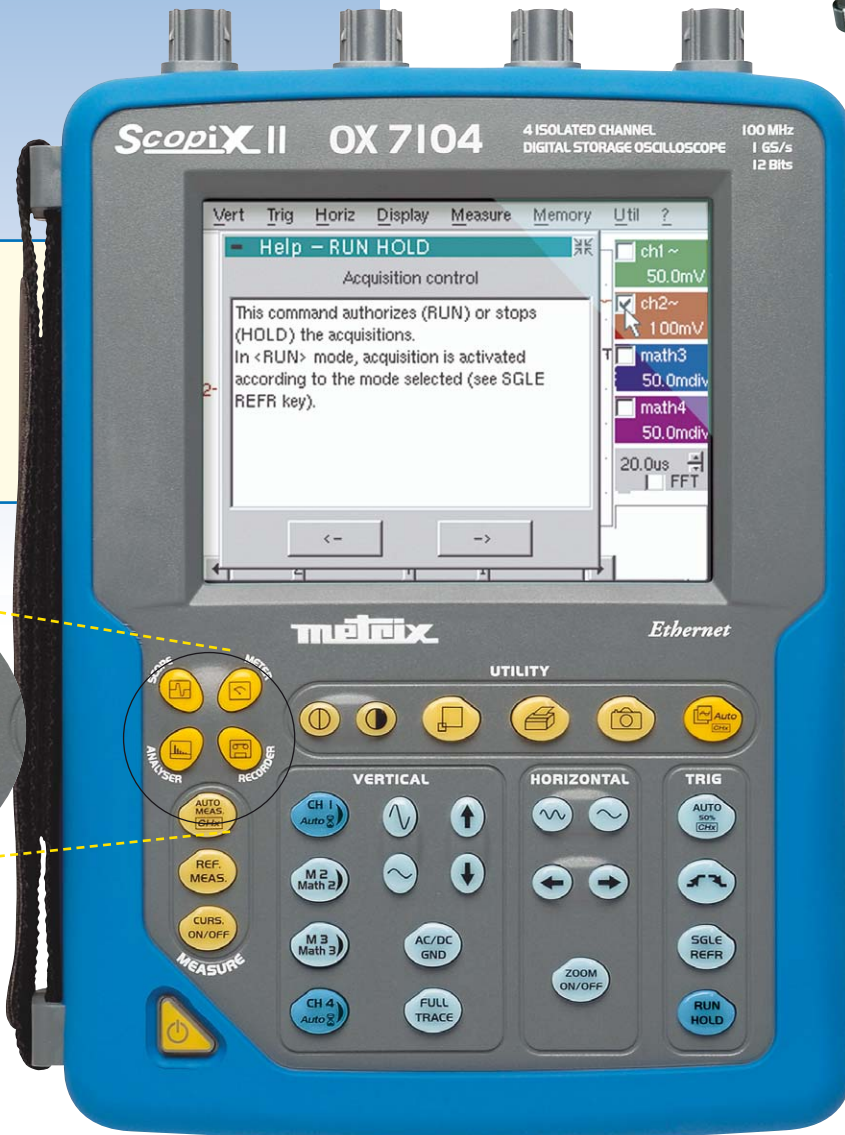 ScopiX II OX 7104 4 ISOLATED CHANNEL 100 MHz
DIGITAL STORAGE OSCILLOSCOPE 1 GS/s
12 Bits
Vert Trig Horiz Display Measure Memory Util ?
Help – RUN HOLD
Acquisition control
This command authorizes (RUN) or stops
(HOLD) the acquisitions.
In <RUN> mode, acquisition is activated
according to the mode selected (see SGLE
REFR key).
<- ->
2-
ch1 ~
50.0mV
ch2~
100mV
T
math3
50.0mdiv
math4
50.0mdiv
20.0us
FFT
metrix Ethernet
SCOPE METER
ANALYSER RECORDER
UTILITY
Auto
CHx
AUTO
MEAS.
CHx
REF.
MEAS.
CURS.
ON/OFF
MEASURE
VERTICAL
CH 1
Auto
M 2
Math 2
M 3
Math 3
CH 4
Auto
AC/DC
GND
FULL
TRACE
HORIZONTAL
ZOOM
ON/OFF
TRIG
AUTO
50%
CHx
SGLE
REFR
RUN
HOLD